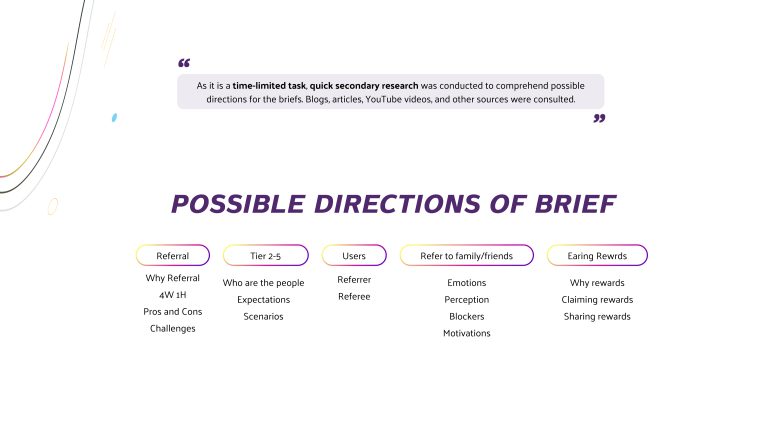 “
As it is a time-limited task, quick secondary research was conducted to comprehend possible
directions for the briefs. Blogs, articles, YouTube videos, and other sources were consulted.
”
POSSIBLE DIRECTIONS OF BRIEF
Referral
Why Referral
4W 1H
Pros and Cons
Challenges
Tier 2-5
Who are the people
Expectations
Scenarios
Users
Referrer
Referee
Refer to family/friends
Emotions
Perception
Blockers
Motivations
Earing Rewrds
Why rewards
Claiming rewards
Sharing rewards